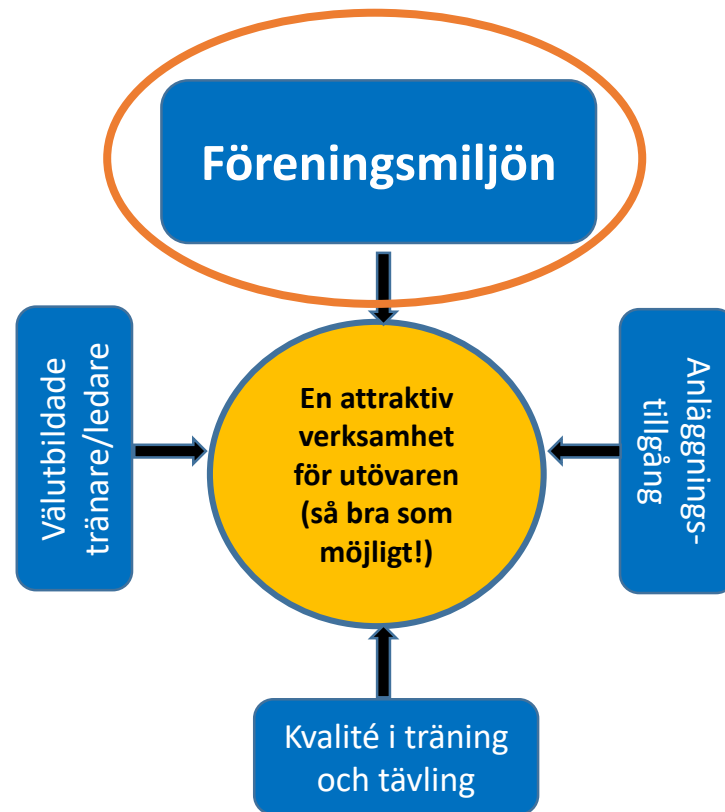 Föreningsmiljön
Välutbildade
tränare/ledare
En attraktiv
verksamhet
för utövaren
(så bra som
möjligt!)
Anläggnings-
tillgång
Kvalité i träning
och tävling